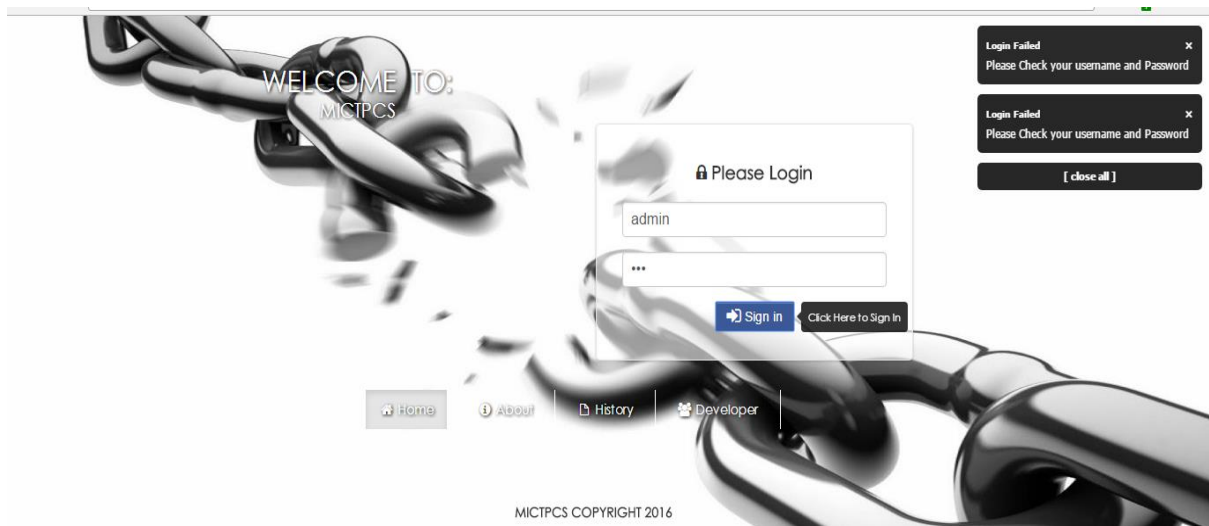 WELCOME TO:
MICTPCS
Login Failed ×
Please Check your username and Password
Login Failed ×
Please Check your username and Password
[ close all ]
Please Login
admin
•••
Sign in
Click Here to Sign In
Home
About
History
Developer
MICTPCS COPYRIGHT 2016